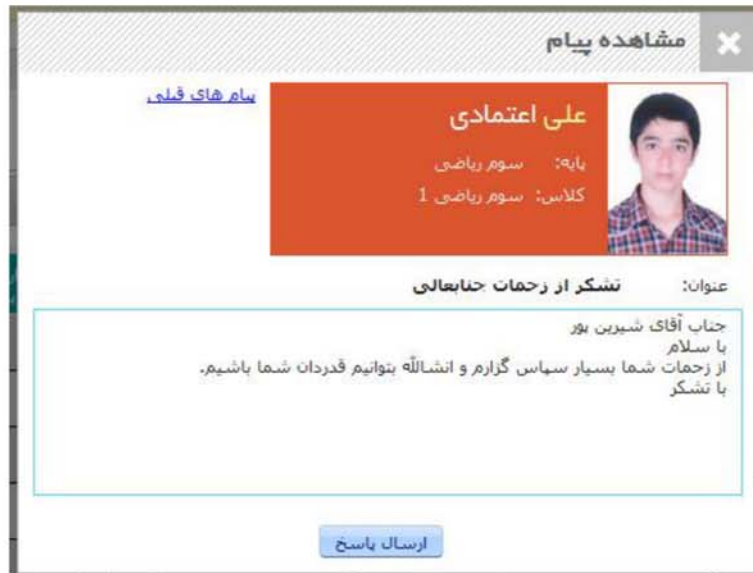 مشاهده پیام
پیام های قبلی
علی اعتمادی
پایه: سوم ریاضی
کلاس: سوم ریاضی 1
عنوان: تشکر از زحمات جنابعالی
جناب آقای شیرین پور
با سلام
از زحمات شما بسیار سپاس گزارم و انشالله بتوانیم قدردان شما باشیم.
با تشکر
ارسال پاسخ